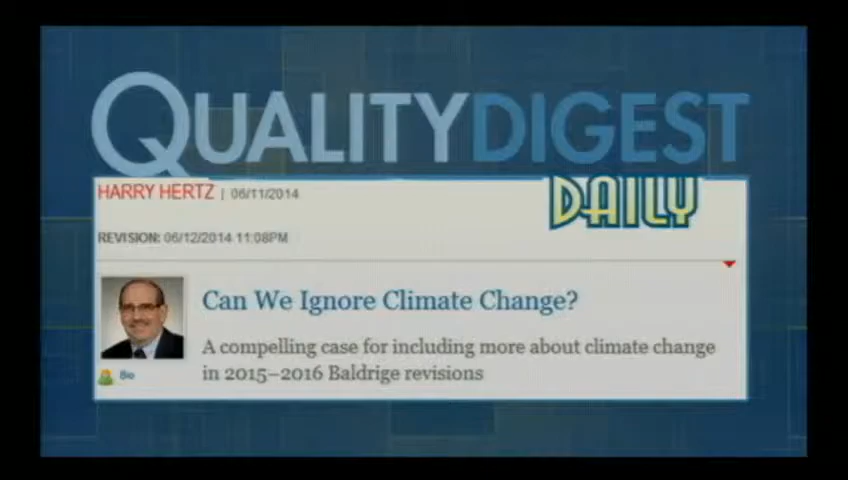 QUALITYDIGEST
DAILY
HARRY HERTZ | 06/11/2014
REVISION: 06/12/2014 11:08PM
Can We Ignore Climate Change?
A compelling case for including more about climate change
in 2015–2016 Baldrige revisions
Bio